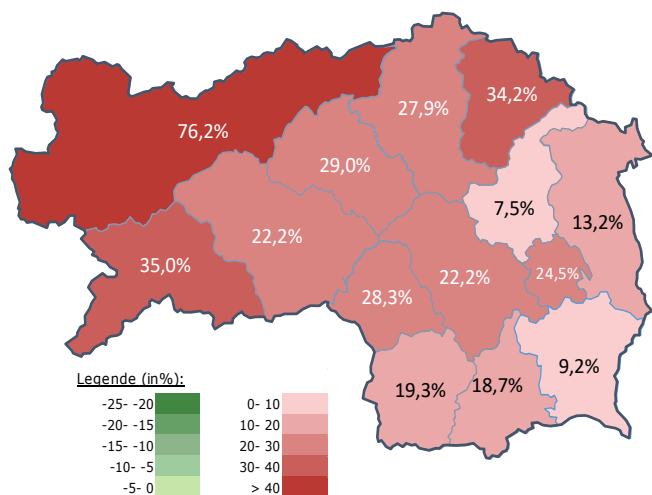 27,9%
34,2%
76,2%
29,0%
7,5%
13,2%
22,2%
35,0%
22,2%
24,5%
28,3%
9,2%
19,3%
18,7%
Legende (in%):
-25- -20 0- 10
-20- -15 10- 20
-15- -10 20- 30
-10- -5 30- 40
-5- 0 > 40